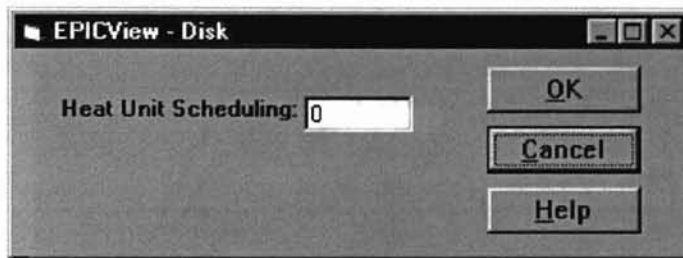 EPICView - Disk
Heat Unit Scheduling: 0
OK
Cancel
Help